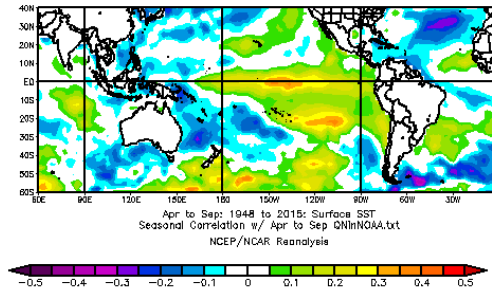 40N
30N
20N
10N
EQ
10S
20S
30S
40S
50S
60S
60E 90E 120E 150E 180 150W 120W 90W 60W 30W
Apr to Sep: 1948 to 2015: Surface SST
Seasonal Correlation w/ Apr to Sep QNInNOAA.txt
NCEP/NCAR Reanalysis
-0.5 -0.4 -0.3 -0.2 -0.1 0 0.1 0.2 0.3 0.4 0.5